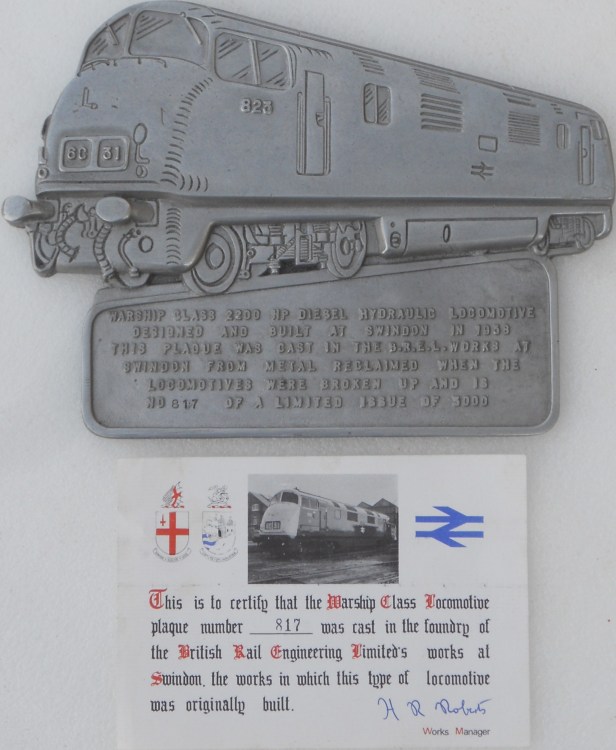 823
60 31
WARSHIP CLASS 2200 HP DIESEL HYDRAULIC LOCOMOTIVE
DESIGNED AND BUILT AT SWINDON IN 1958
THIS PLAQUE WAS CAST IN THE B.R.E.L. WORKS AT
SWINDON FROM METAL RECLAIMED WHEN THE
LOCOMOTIVES WERE BROKEN UP AND IS
NO 817 OF A LIMITED ISSUE OF 5000
This is to certify that the Warship Class Locomotive
plaque number 817 was cast in the foundry of
the British Rail Engineering Limited's works at
Swindon, the works in which this type of locomotive
was originally built.
H R Roberts
Works Manager